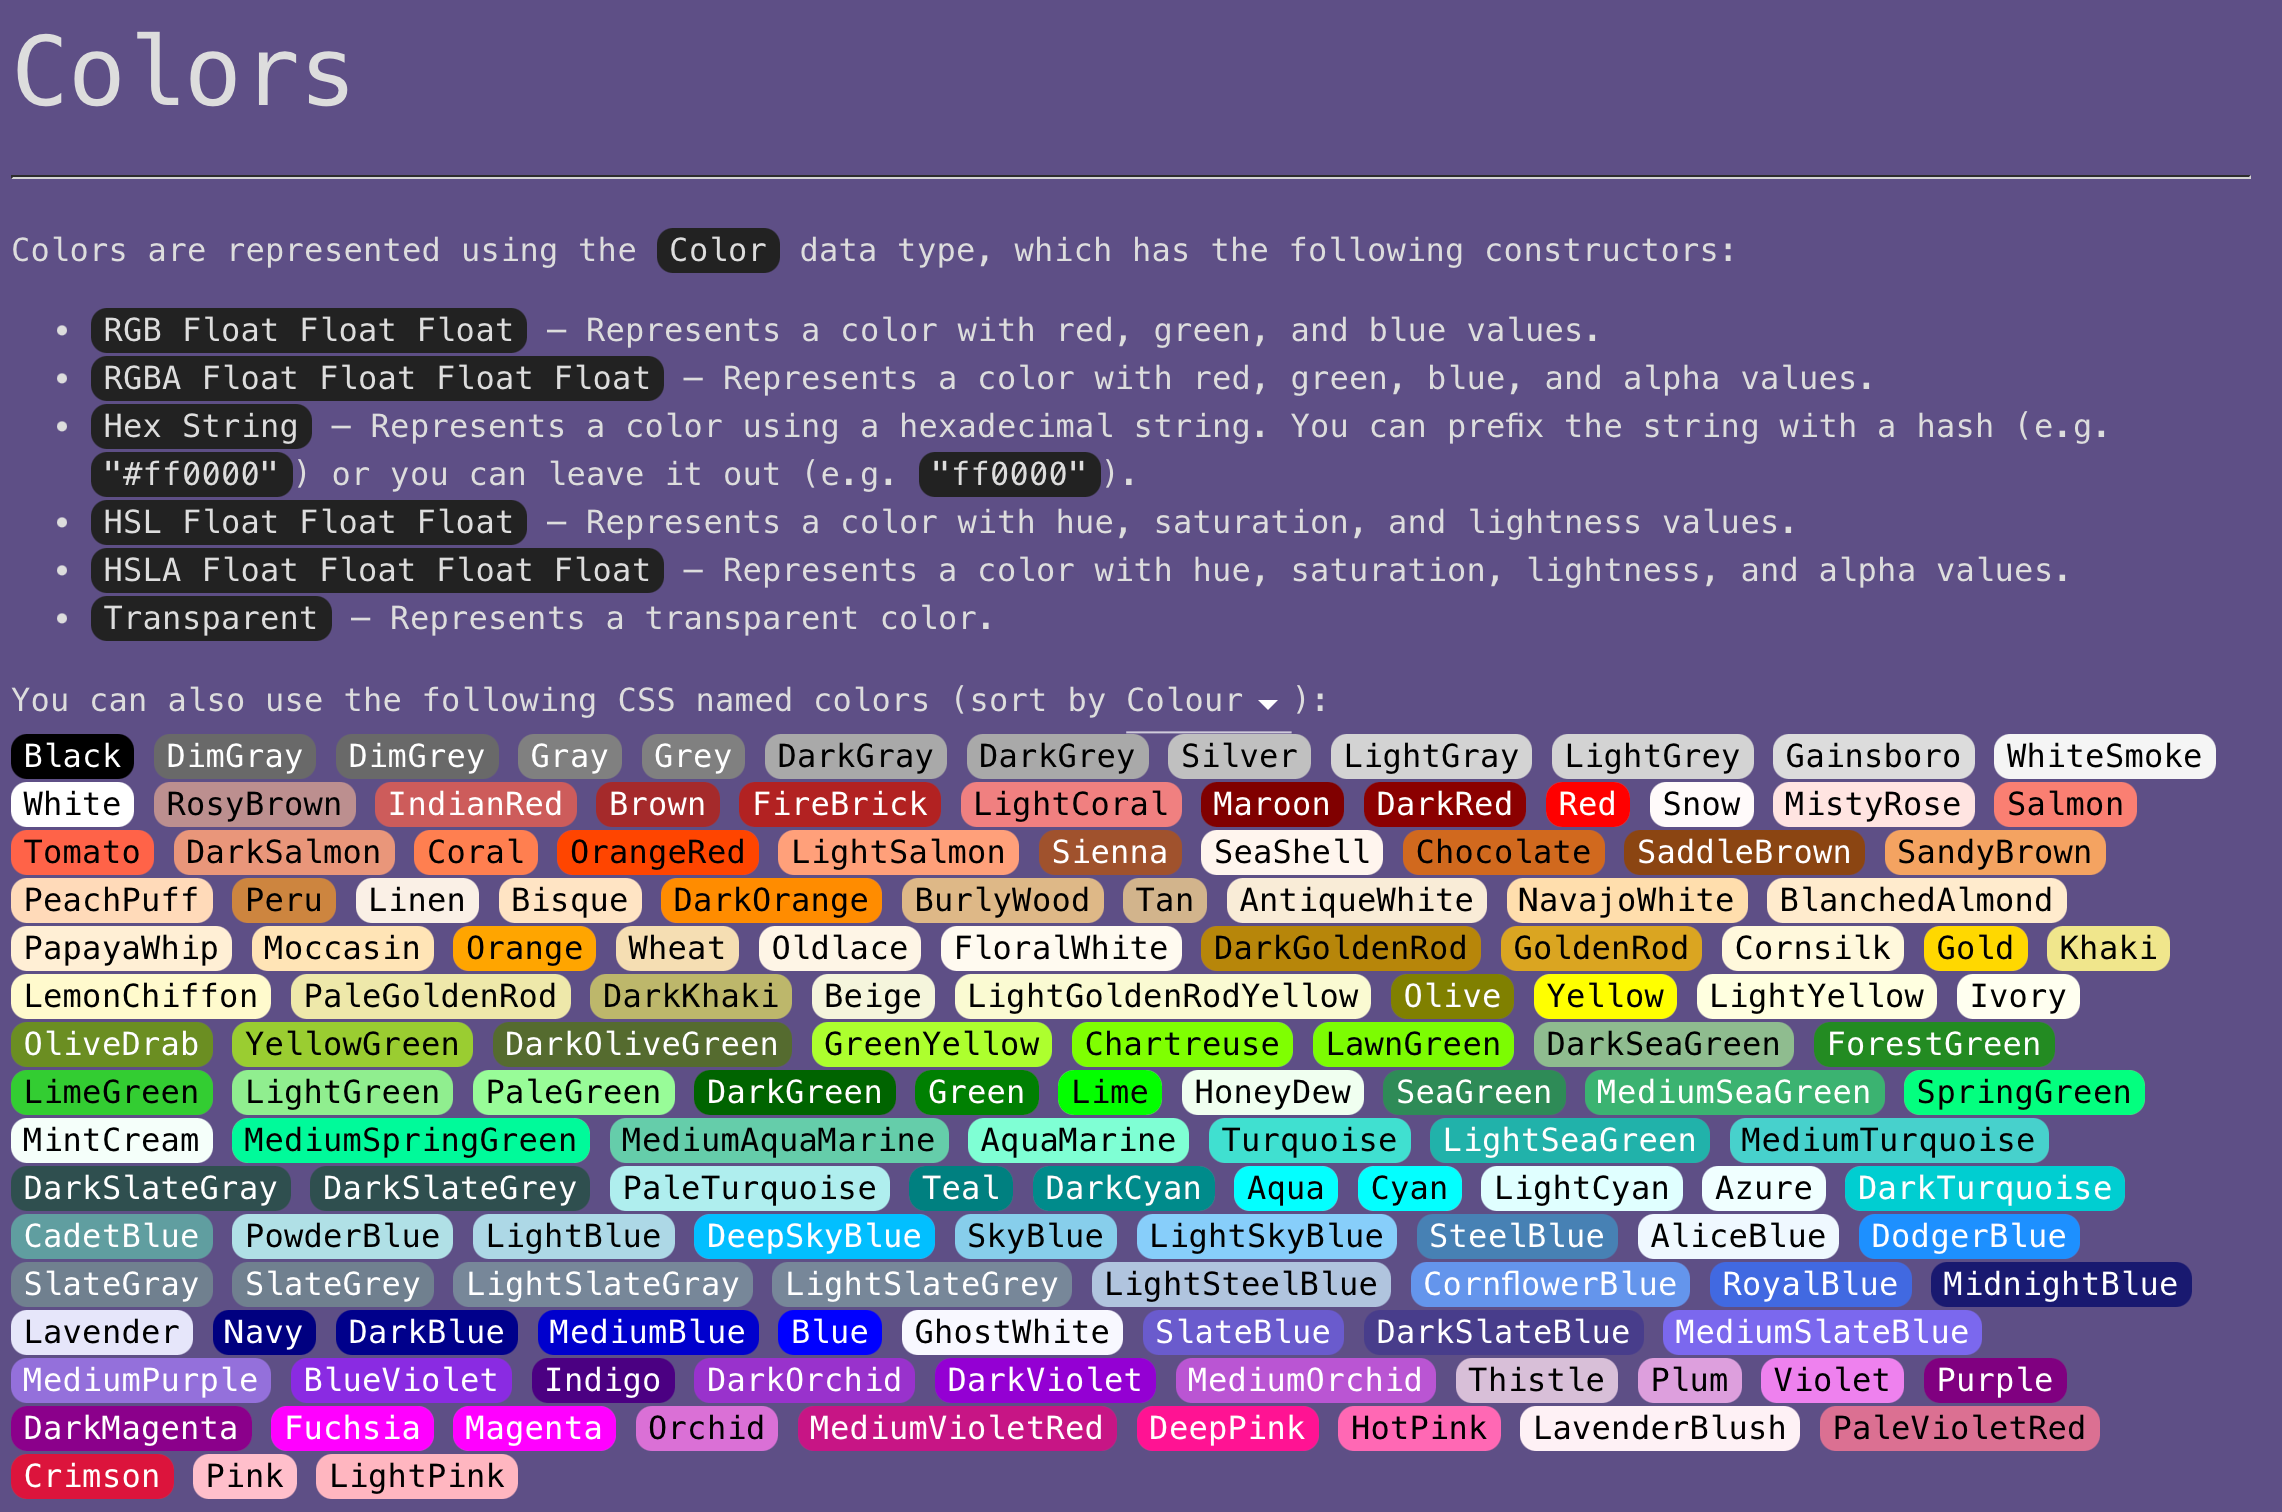 Colors
Colors are represented using the Color data type, which has the following constructors:
• RGB Float Float Float — Represents a color with red, green, and blue values.
• RGBA Float Float Float Float — Represents a color with red, green, blue, and alpha values.
• Hex String — Represents a color using a hexadecimal string. You can prefix the string with a hash (e.g.
"#ff0000") or you can leave it out (e.g. "ff0000").
• HSL Float Float Float — Represents a color with hue, saturation, and lightness values.
• HSLA Float Float Float Float — Represents a color with hue, saturation, lightness, and alpha values.
• Transparent — Represents a transparent color.
You can also use the following CSS named colors (sort by Colour ):
Black DimGray DimGrey Gray Grey DarkGray DarkGrey Silver LightGray LightGrey Gainsboro WhiteSmoke
White RosyBrown IndianRed Brown FireBrick LightCoral Maroon DarkRed Red Snow MistyRose Salmon
Tomato DarkSalmon Coral OrangeRed LightSalmon Sienna SeaShell Chocolate SaddleBrown SandyBrown
PeachPuff Peru Linen Bisque DarkOrange BurlyWood Tan AntiqueWhite NavajoWhite BlanchedAlmond
PapayaWhip Moccasin Orange Wheat Oldlace FloralWhite DarkGoldenRod GoldenRod Cornsilk Gold Khaki
LemonChiffon PaleGoldenRod DarkKhaki Beige LightGoldenRodYellow Olive Yellow LightYellow Ivory
OliveDrab YellowGreen DarkOliveGreen GreenYellow Chartreuse LawnGreen DarkSeaGreen ForestGreen
LimeGreen LightGreen PaleGreen DarkGreen Green Lime HoneyDew SeaGreen MediumSeaGreen SpringGreen
MintCream MediumSpringGreen MediumAquaMarine AquaMarine Turquoise LightSeaGreen MediumTurquoise
DarkSlateGray DarkSlateGrey PaleTurquoise Teal DarkCyan Aqua Cyan LightCyan Azure DarkTurquoise
CadetBlue PowderBlue LightBlue DeepSkyBlue SkyBlue LightSkyBlue SteelBlue AliceBlue DodgerBlue
SlateGray SlateGrey LightSlateGray LightSlateGrey LightSteelBlue CornflowerBlue RoyalBlue MidnightBlue
Lavender Navy DarkBlue MediumBlue Blue GhostWhite SlateBlue DarkSlateBlue MediumSlateBlue
MediumPurple BlueViolet Indigo DarkOrchid DarkViolet MediumOrchid Thistle Plum Violet Purple
DarkMagenta Fuchsia Magenta Orchid MediumVioletRed DeepPink HotPink LavenderBlush PaleVioletRed
Crimson Pink LightPink